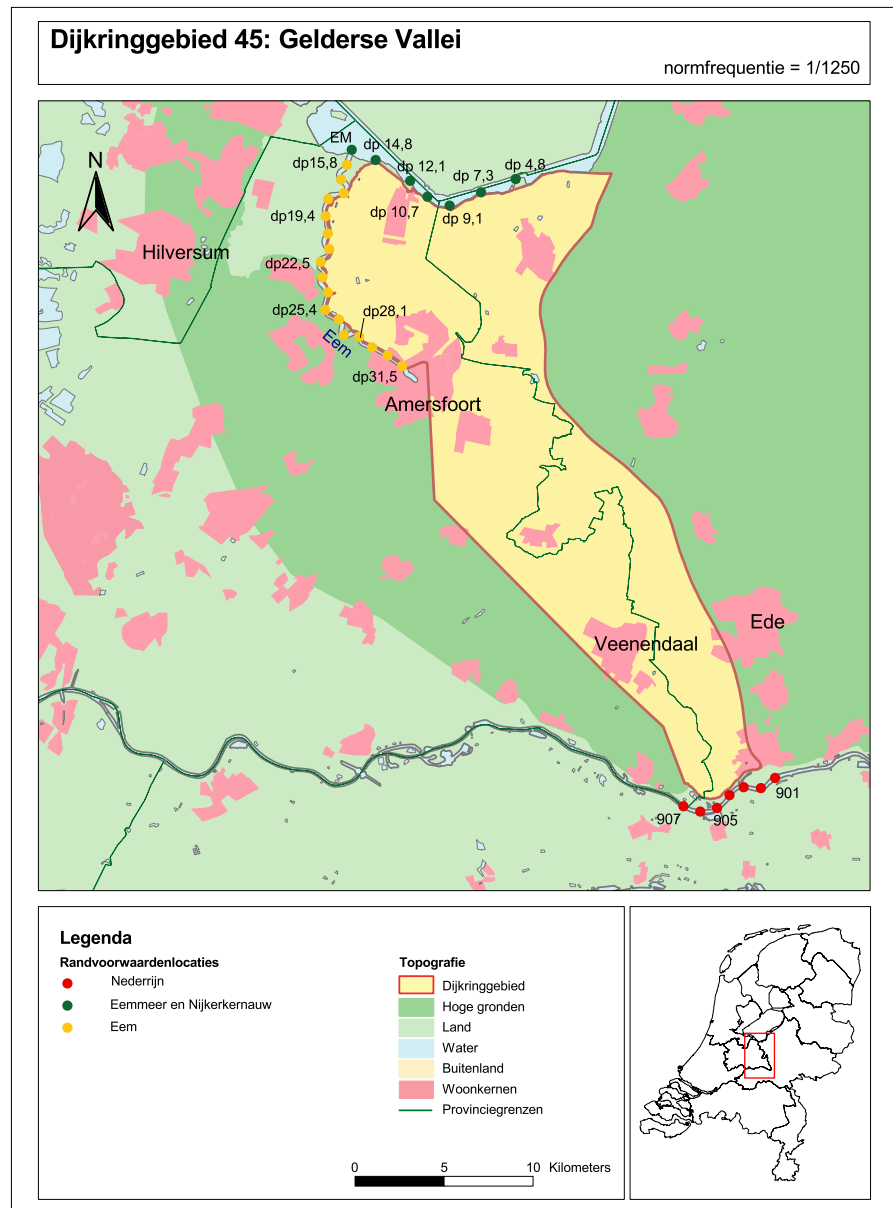 Dijkringgebied 45: Gelderse Vallei
normfrequentie = 1/1250
N
EM
dp 14,8
dp15,8
dp 12,1
dp 7,3
dp 4,8
dp 10,7
dp 9,1
dp19,4
Hilversum
dp22,5
dp25,4
dp28,1
Eem
dp31,5
Amersfoort
Ede
Veenendaal
901
907
905
Legenda
Randvoorwaardenlocaties
Nederrijn
Eemmeer en Nijkerkernauw
Eem
Topografie
Dijkringgebied
Hoge gronden
Land
Water
Buitenland
Woonkernen
Provinciegrenzen
0 5 10 Kilometers